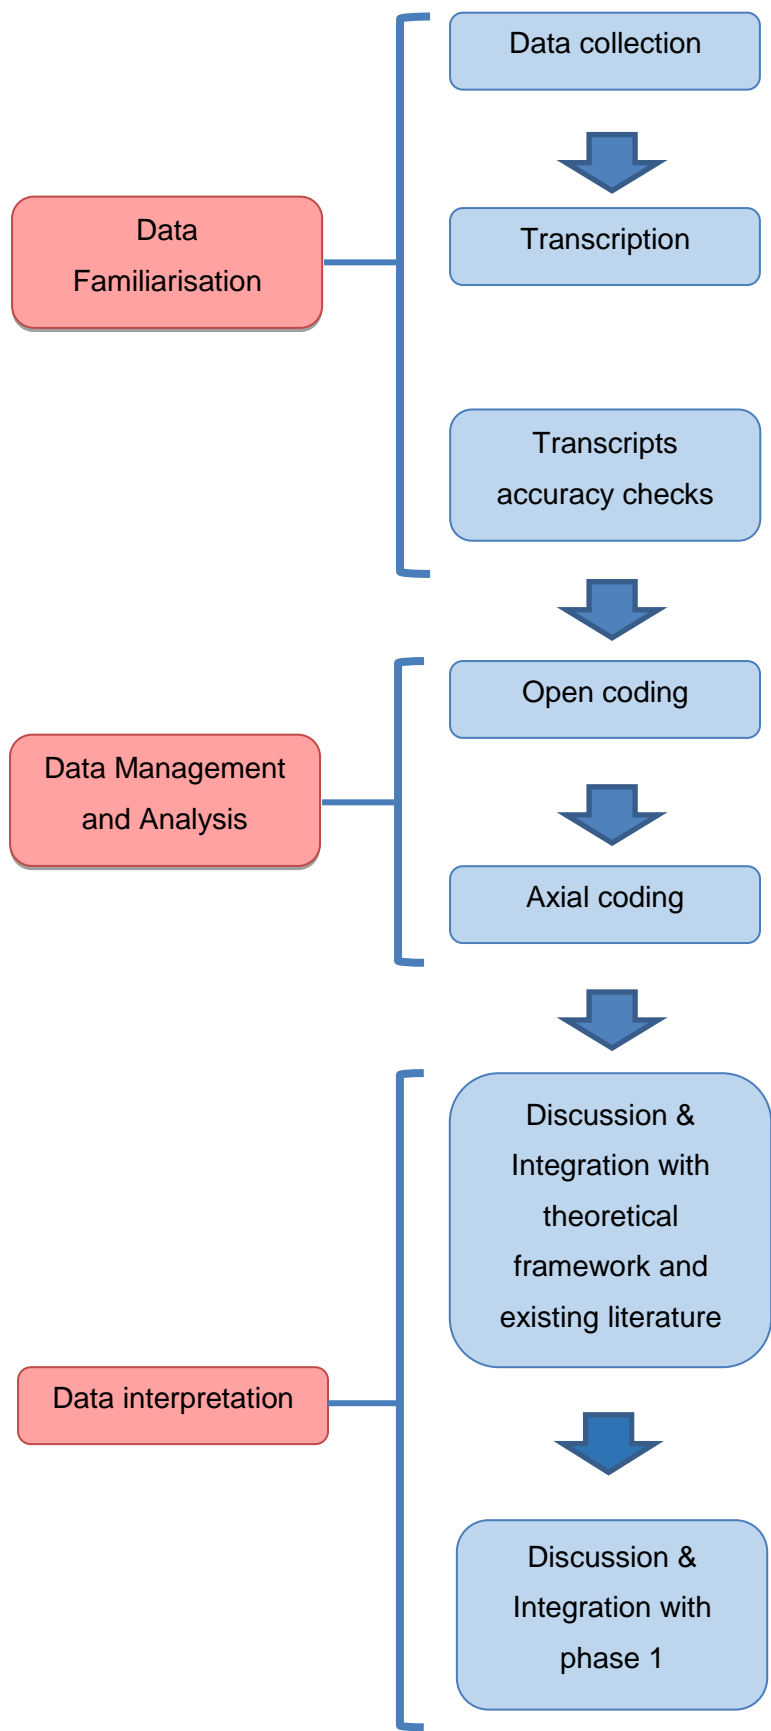 Data collection
Transcription
Data
Familiarisation
Transcripts
accuracy checks
Open coding
Data Management
and Analysis
Axial coding
Discussion &
Integration with
theoretical
framework and
existing literature
Data interpretation
Discussion &
Integration with
phase 1